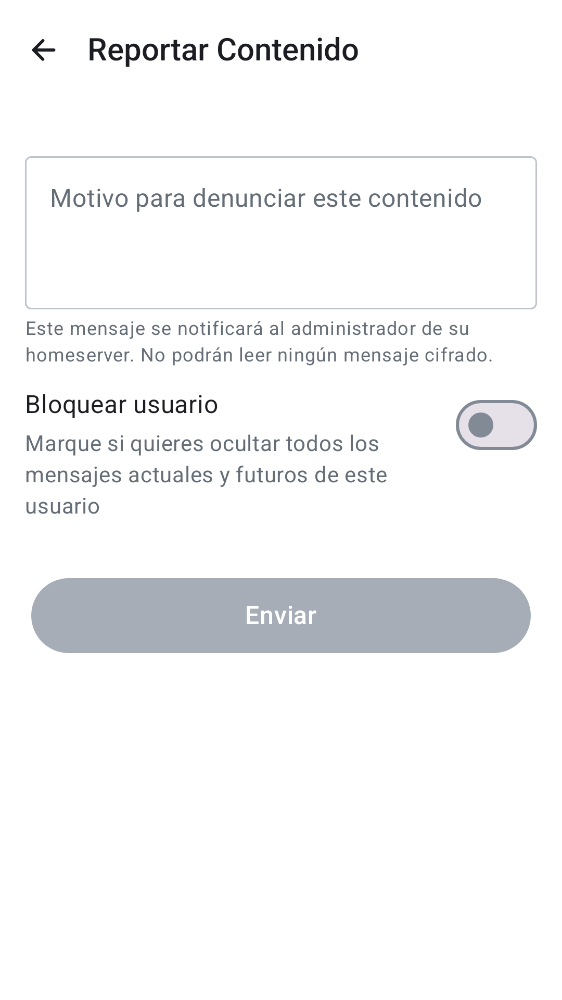 Reportar Contenido
Motivo para denunciar este contenido
Este mensaje se notificará al administrador de su
homeserver. No podrán leer ningún mensaje cifrado.
Bloquear usuario
Marque si quieres ocultar todos los
mensajes actuales y futuros de este
usuario
Enviar